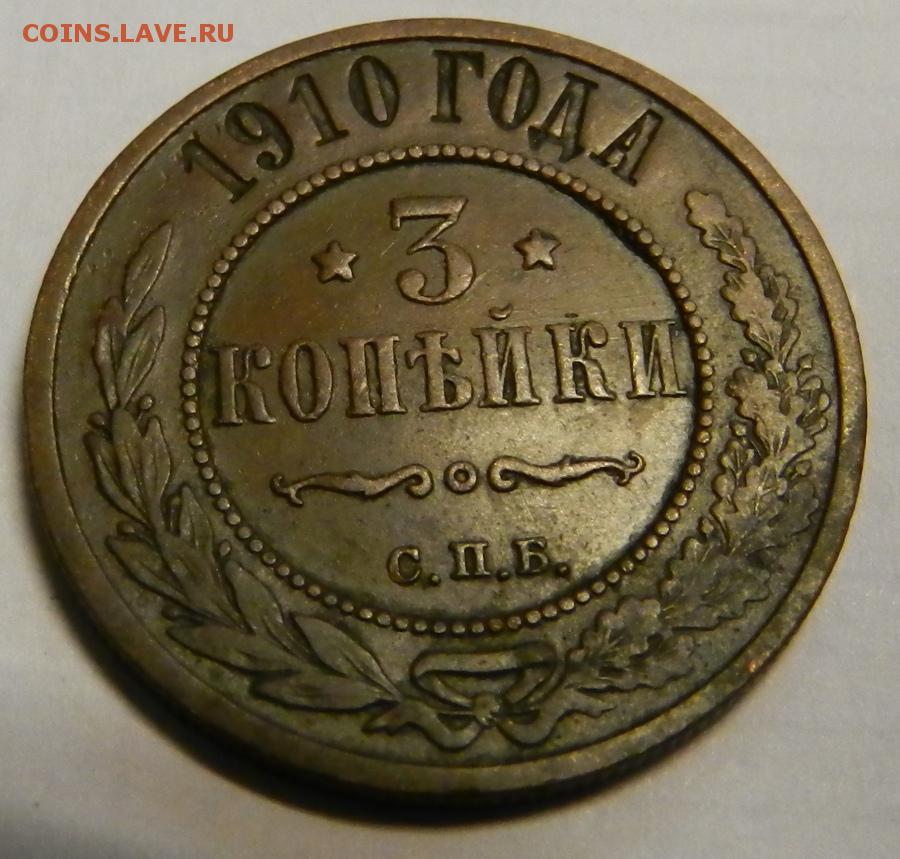 COINS.LAVE.RU
1910 ГОДА
3
КОПѢЙКИ
С.П.Б.